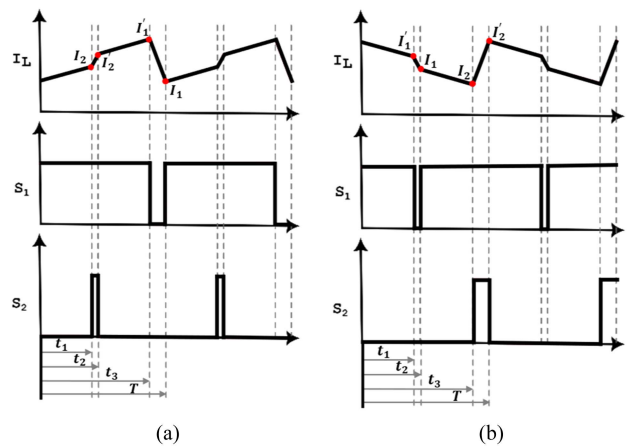 I_L
I_2
I_2'
I_1'
I_1
S_1
S_2
t_1
t_2
t_3
T
(a)
I_L
I_1'
I_1
I_2
I_2'
S_1
S_2
t_1
t_2
t_3
T
(b)